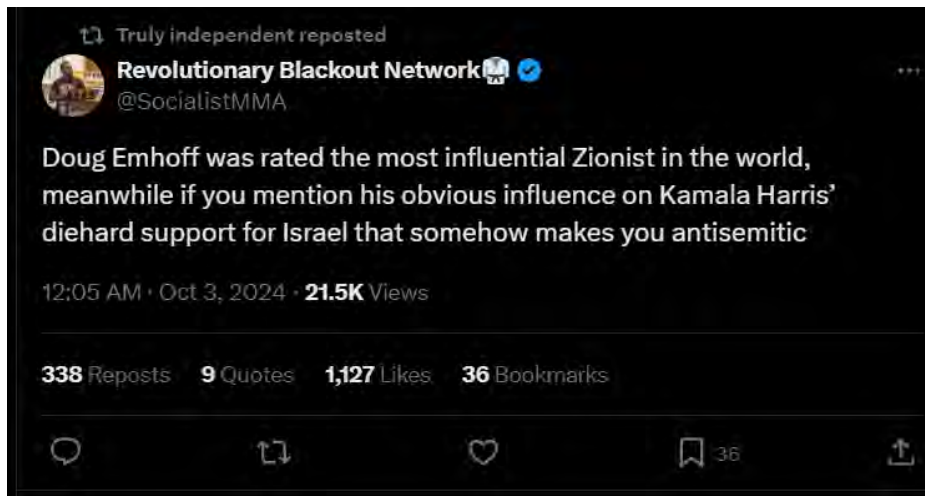 Truly independent reposted
Revolutionary Blackout Network🥋
@SocialistMMA
Doug Emhoff was rated the most influential Zionist in the world,
meanwhile if you mention his obvious influence on Kamala Harris’
diehard support for Israel that somehow makes you antisemitic
12:05 AM · Oct 3, 2024 · 21.5K Views
338 Reposts 9 Quotes 1,127 Likes 36 Bookmarks
36